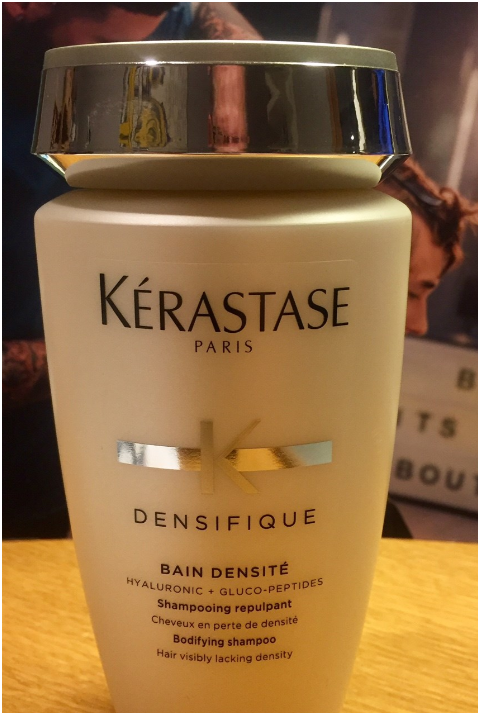 KÉRASTASE
PARIS
K
DENSIFIQUE
BAIN DENSITÉ
HYALURONIC + GLUCO-PEPTIDES
Shampooing repulpant
Cheveux en perte de densité
Bodifying shampoo
Hair visibly lacking density